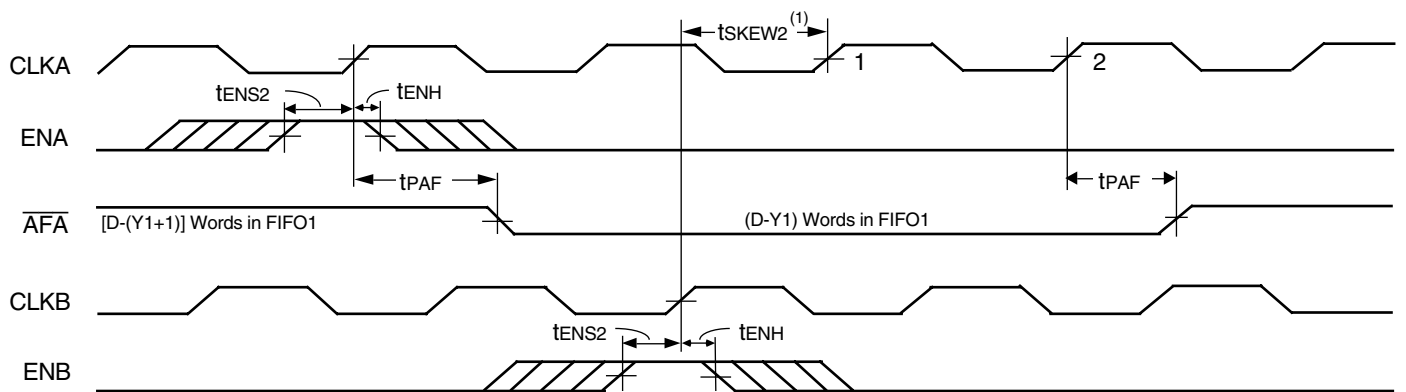 tSKEW2 (1)
CLKA
1
2
tENS2
tENH
ENA
tPAF
tPAF
AFA
[D-(Y1+1)] Words in FIFO1
(D-Y1) Words in FIFO1
CLKB
tENS2
tENH
ENB